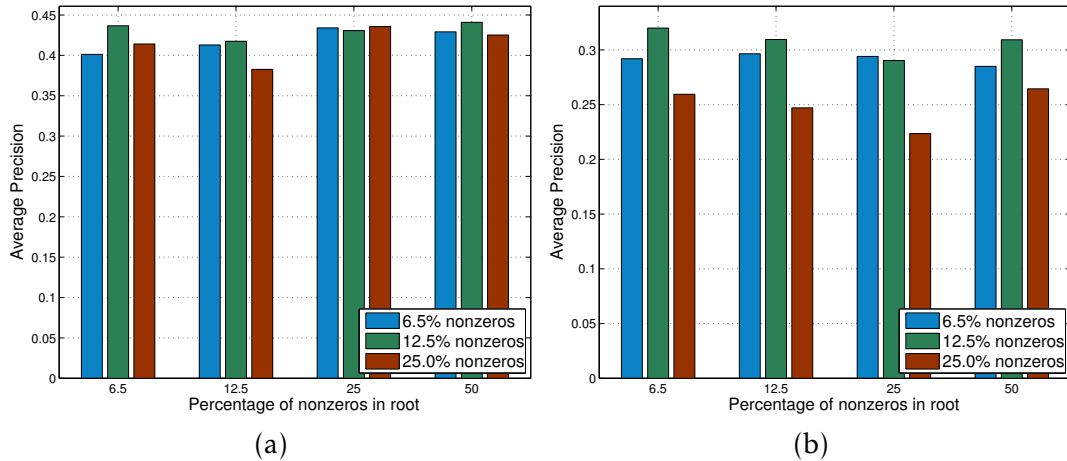 0.45
0.4
0.35
0.3
0.25
0.2
0.15
0.1
0.05
0
Average Precision
6.5% nonzeros
12.5% nonzeros
25.0% nonzeros
6.5 12.5 25 50
Percentage of nonzeros in root
(a)
0.3
0.25
0.2
0.15
0.1
0.05
0
Average Precision
6.5% nonzeros
12.5% nonzeros
25.0% nonzeros
6.5 12.5 25 50
Percentage of nonzeros in root
(b)